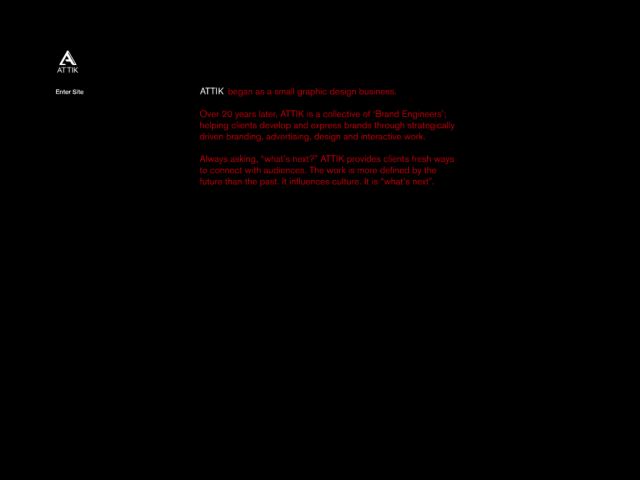 ATTIK
Enter Site
ATTIK began as a small graphic design business.
Over 20 years later, ATTIK is a collective of 'Brand Engineers';
helping clients develop and express brands through strategically
driven branding, advertising, design and interactive work.
Always asking, "what's next?" ATTIK provides clients fresh ways
to connect with audiences. The work is more defined by the
future than the past. It influences culture. It is "what's next".